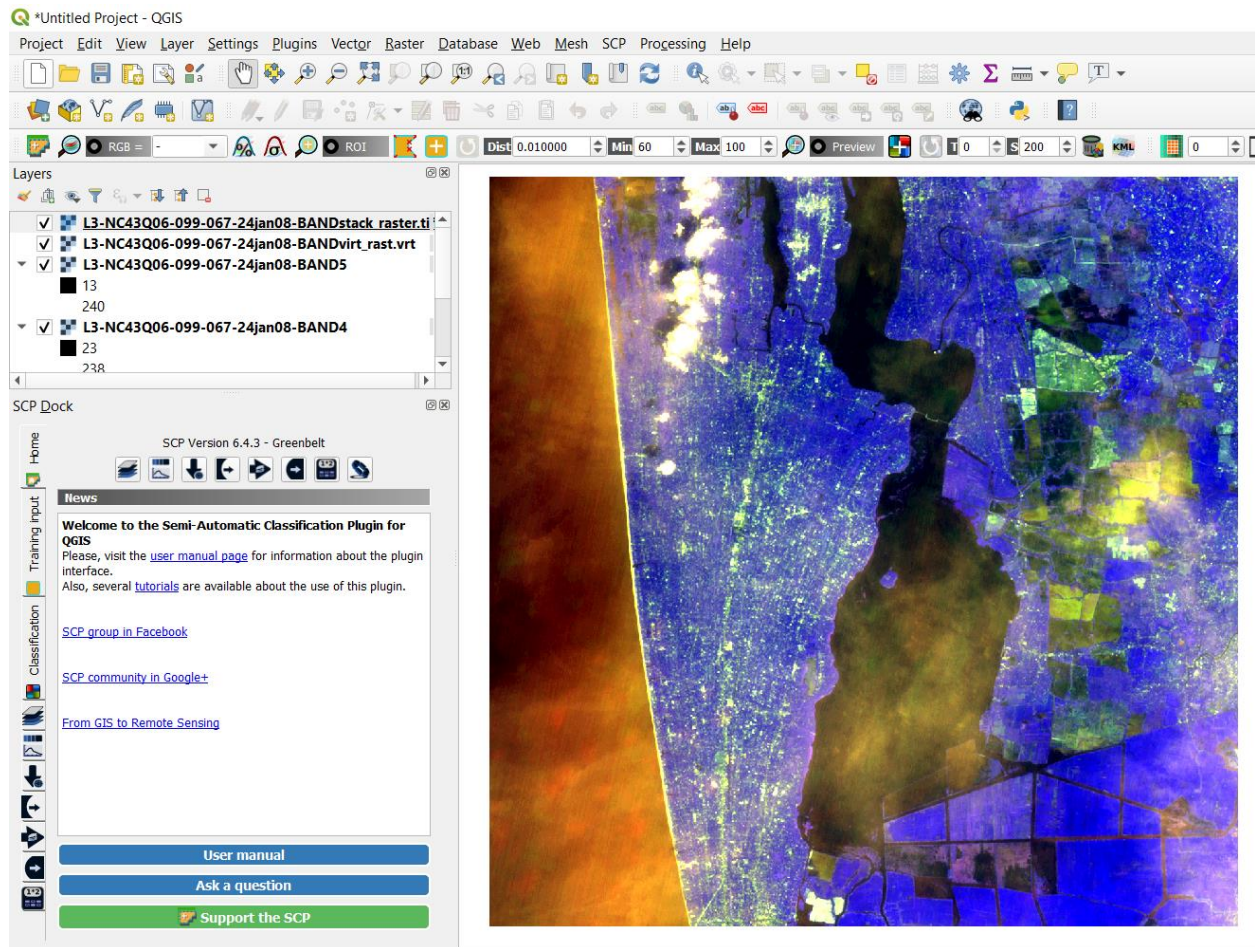 *Untitled Project - QGIS
Project Edit View Layer Settings Plugins Vector Raster Database Web Mesh SCP Processing Help
RGB = - ROI Dist 0.010000 Min 60 Max 100 Preview T 0 S 200 KML 0
Layers
L3-NC43Q06-099-067-24jan08-BANDstack_raster.ti
L3-NC43Q06-099-067-24jan08-BANDvirt_rast.vrt
L3-NC43Q06-099-067-24jan08-BAND5
13
240
L3-NC43Q06-099-067-24jan08-BAND4
23
238
SCP Dock
Home
Training input
Classification
SCP Version 6.4.3 - Greenbelt
News
Welcome to the Semi-Automatic Classification Plugin for
QGIS
Please, visit the user manual page for information about the plugin
interface.
Also, several tutorials are available about the use of this plugin.
SCP group in Facebook
SCP community in Google+
From GIS to Remote Sensing
User manual
Ask a question
Support the SCP